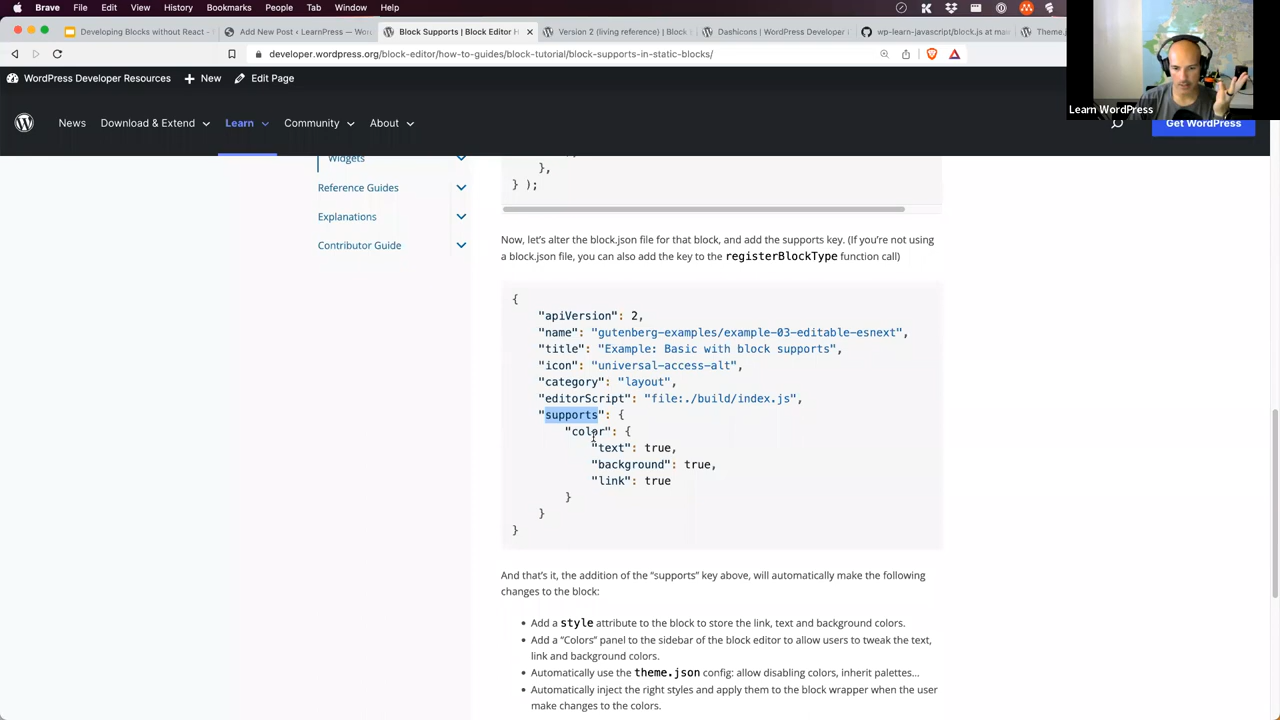 Brave File Edit View History Bookmarks People Tab Window Help
Developing Blocks without React -
Add New Post ‹ LearnPress — Wor
Block Supports | Block Editor H
Version 2 (living reference) | Block
Dashicons | WordPress Developer
wp-learn-javascript/block.js at mai
Theme.js
developer.wordpress.org/block-editor/how-to-guides/block-tutorial/block-supports-in-static-blocks/
WordPress Developer Resources New Edit Page
Learn WordPress
News Download & Extend Learn Community About Get WordPress
Widgets
Reference Guides
Explanations
Contributor Guide
},
} );
Now, let’s alter the block.json file for that block, and add the supports key. (If you’re not using
a block.json file, you can also add the key to the registerBlockType function call)
{
"apiVersion": 2,
"name": "gutenberg-examples/example-03-editable-esnext",
"title": "Example: Basic with block supports",
"icon": "universal-access-alt",
"category": "layout",
"editorScript": "file:./build/index.js",
"supports": {
"color": {
"text": true,
"background": true,
"link": true
}
}
}
And that’s it, the addition of the “supports” key above, will automatically make the following
changes to the block:
• Add a style attribute to the block to store the link, text and background colors.
• Add a “Colors” panel to the sidebar of the block editor to allow users to tweak the text,
link and background colors.
• Automatically use the theme.json config: allow disabling colors, inherit palettes…
• Automatically inject the right styles and apply them to the block wrapper when the user
make changes to the colors.